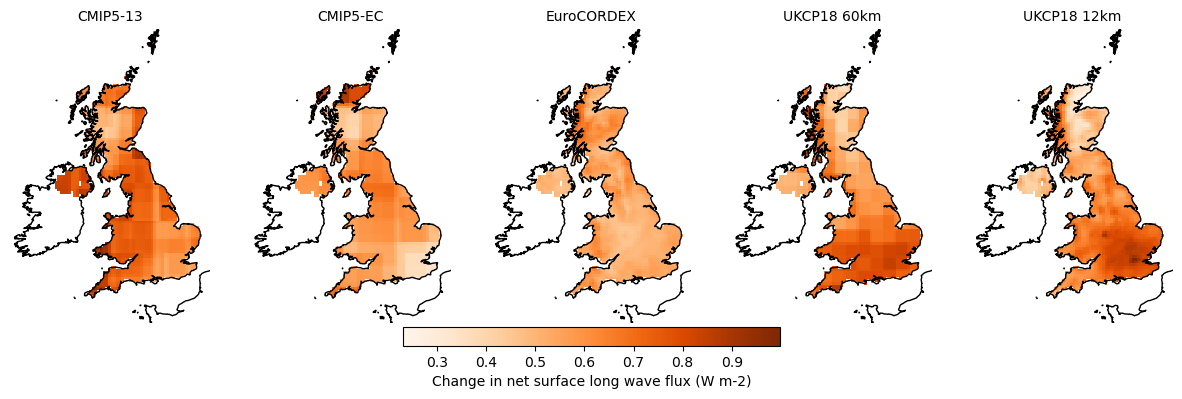 CMIP5-13
CMIP5-EC
EuroCORDEX
UKCP18 60km
UKCP18 12km
0.3 0.4 0.5 0.6 0.7 0.8 0.9
Change in net surface long wave flux (W m-2)